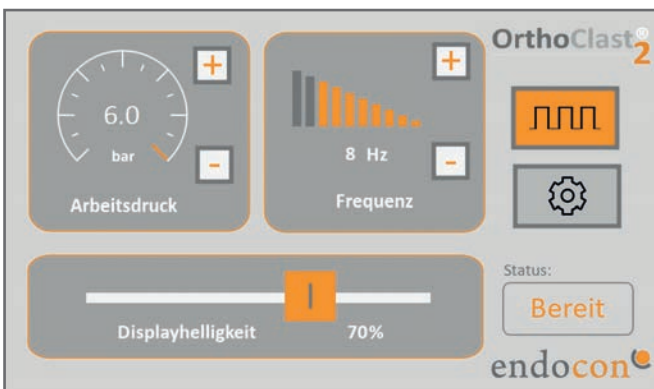 6.0
bar
+
-
Arbeitsdruck
8 Hz
+
-
Frequenz
OrthoClast®2
Displayhelligkeit 70%
Status:
Bereit
endocon